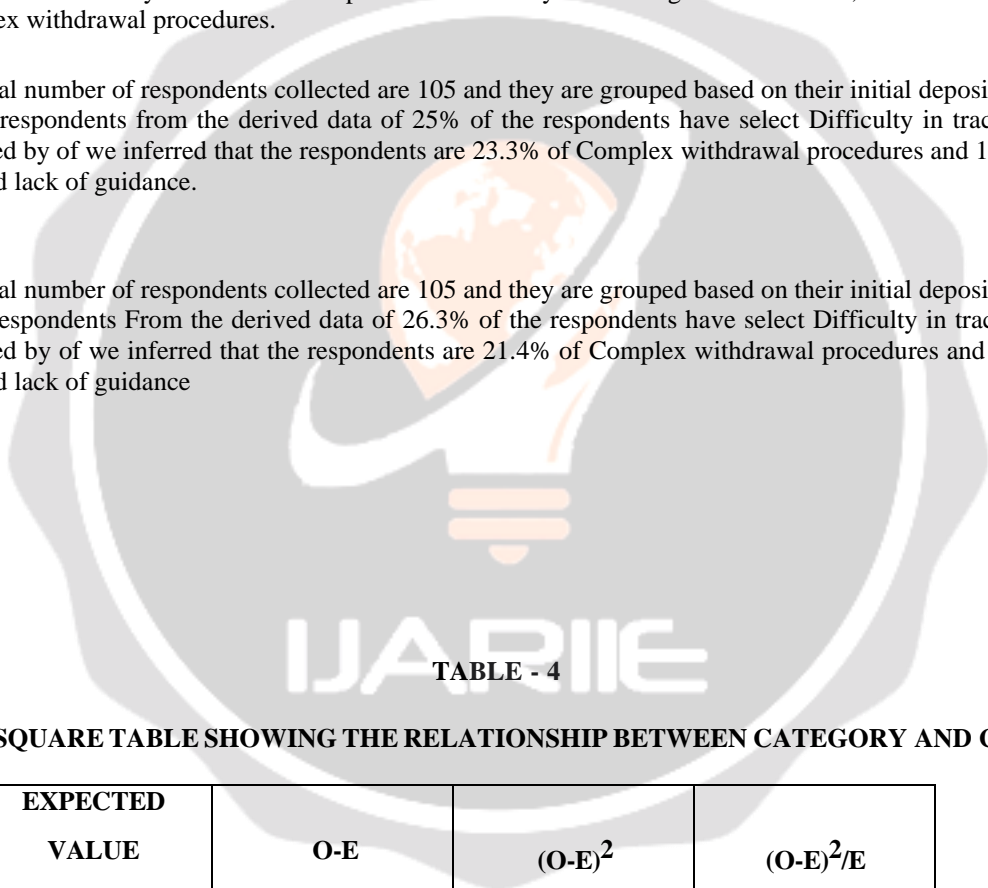 ex withdrawal procedures.
al number of respondents collected are 105 and they are grouped based on their initial
respondents from the derived data of 25% of the respondents have select Difficulty in
ed by of we inferred that the respondents are 23.3% of Complex withdrawal procedures and
d lack of guidance.
al number of respondents collected are 105 and they are grouped based on their initial
espondents From the derived data of 26.3% of the respondents have select Difficulty in
ed by of we inferred that the respondents are 21.4% of Complex withdrawal procedures and
d lack of guidance
IJARIIE
TABLE - 4
SQUARE TABLE SHOWING THE RELATIONSHIP BETWEEN CATEGORY AND
EXPECTED
VALUE O-E (O-E)2 (O-E)2/E